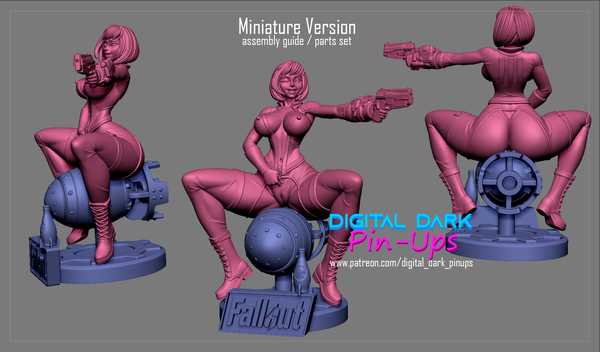 Miniature Version
assembly guide / parts set
DIGITAL DARK
Pin-Ups
www.patreon.com/digital_dark_pinups
Fallout